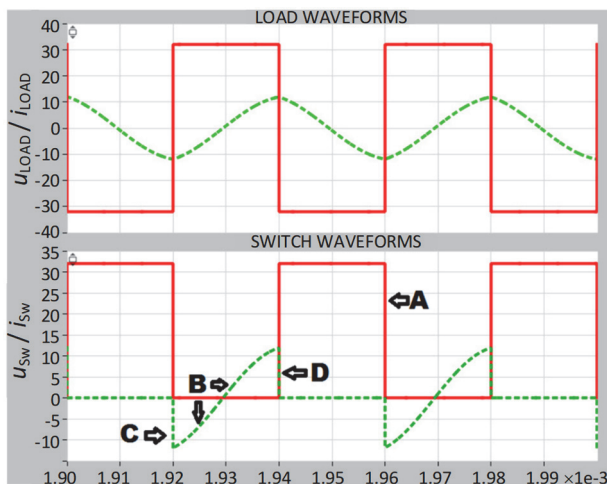 LOAD WAVEFORMS
40
30
20
10
0
-10
-20
-30
-40
uLOAD / iLOAD
SWITCH WAVEFORMS
35
30
25
20
15
10
5
0
-5
-10
uSw / iSw
A
B
D
C
1.90 1.91 1.92 1.93 1.94 1.95 1.96 1.97 1.98 1.99 ×1e-3